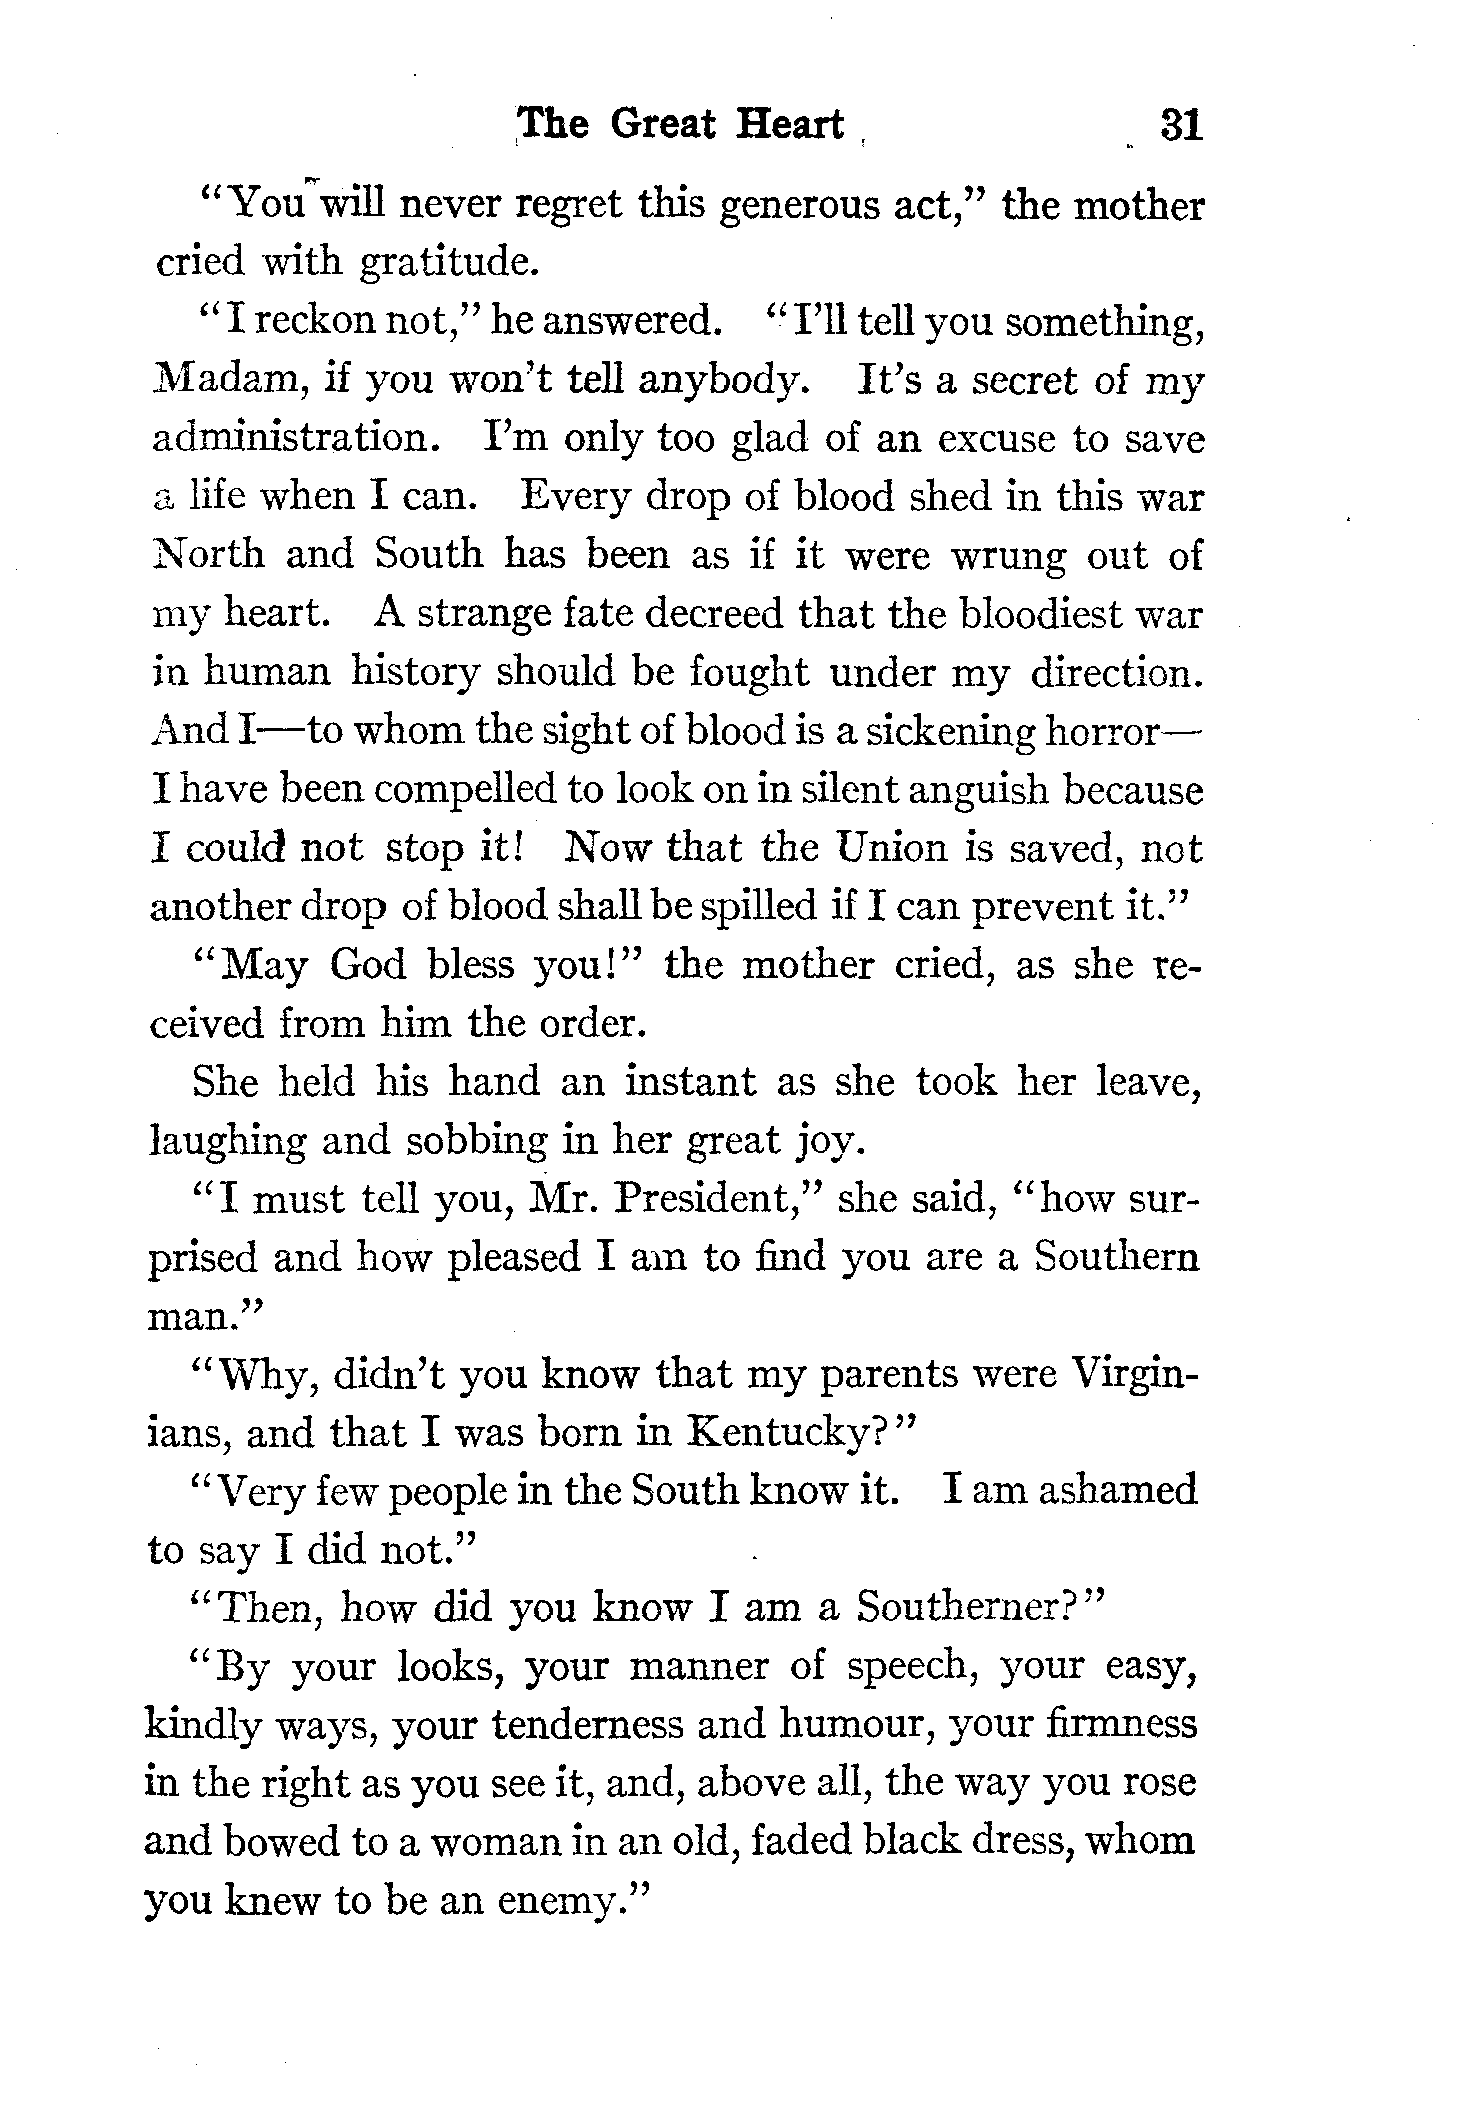 The Great Heart 31
“You will never regret this generous act,” the mother
cried with gratitude.
“I reckon not,” he answered. “I’ll tell you something,
Madam, if you won’t tell anybody. It’s a secret of my
administration. I’m only too glad of an excuse to save
a life when I can. Every drop of blood shed in this war
North and South has been as if it were wrung out of
my heart. A strange fate decreed that the bloodiest war
in human history should be fought under my direction.
And I—to whom the sight of blood is a sickening horror—
I have been compelled to look on in silent anguish because
I could not stop it! Now that the Union is saved, not
another drop of blood shall be spilled if I can prevent it.”
“May God bless you!” the mother cried, as she re-
ceived from him the order.
She held his hand an instant as she took her leave,
laughing and sobbing in her great joy.
“I must tell you, Mr. President,” she said, “how sur-
prised and how pleased I am to find you are a Southern
man.”
“Why, didn’t you know that my parents were Virgin-
ians, and that I was born in Kentucky?”
“Very few people in the South know it. I am ashamed
to say I did not.”
“Then, how did you know I am a Southerner?”
“By your looks, your manner of speech, your easy,
kindly ways, your tenderness and humour, your firmness
in the right as you see it, and, above all, the way you rose
and bowed to a woman in an old, faded black dress, whom
you knew to be an enemy.”